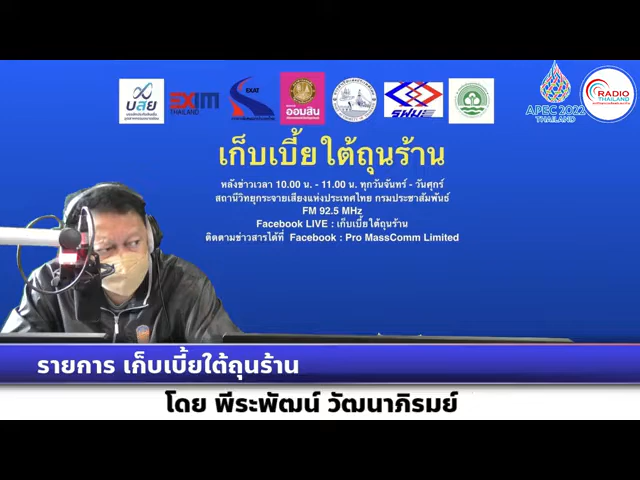 บสย
EXIM
THAILAND
EXAT
ออมสิน
รฟม
APEC 2022
THAILAND
RADIO
THAILAND
เก็บเบี้ยใต้ถุนร้าน
หลังข่าวเวลา 10.00 น. - 11.00 น. ทุกวันจันทร์ - วันศุกร์
สถานีวิทยุกระจายเสียงแห่งประเทศไทย กรมประชาสัมพันธ์
FM 92.5 MHz
Facebook LIVE : เก็บเบี้ยใต้ถุนร้าน
ติดตามข่าวสารได้ที่ Facebook : Pro MassComm Limited
รายการ เก็บเบี้ยใต้ถุนร้าน
โดย พีระพัฒน์ วัฒนาภิรมย์